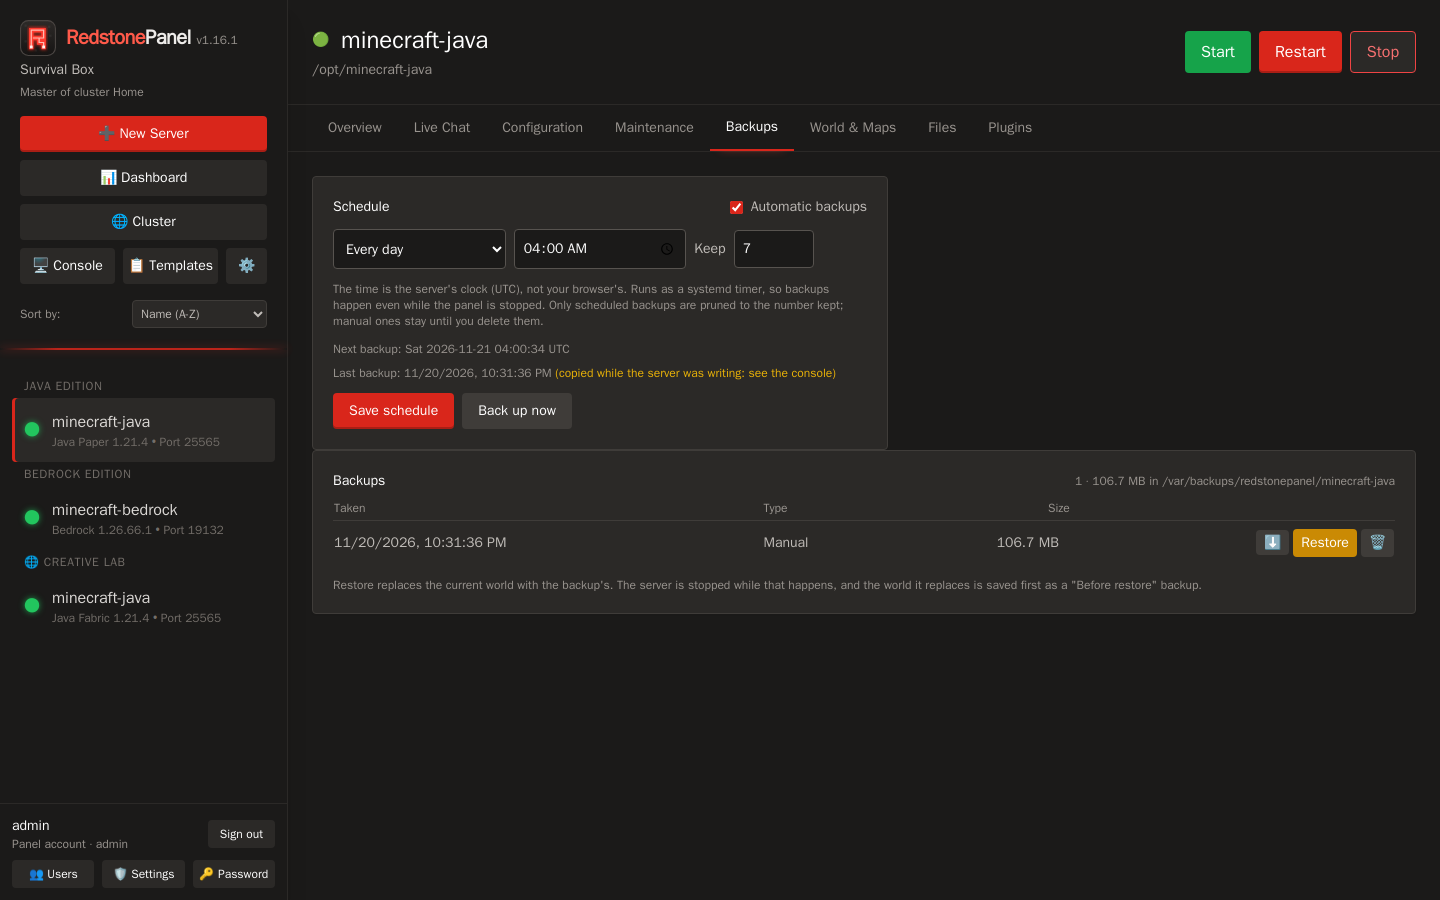 RedstonePanel v1.16.1
Survival Box
Master of cluster Home
New Server
Dashboard
Cluster
Console
Templates
Sort by:
Name (A-Z)
JAVA EDITION
minecraft-java
Java Paper 1.21.4 • Port 25565
BEDROCK EDITION
minecraft-bedrock
Bedrock 1.26.66.1 • Port 19132
CREATIVE LAB
minecraft-java
Java Fabric 1.21.4 • Port 25565
admin
Panel account · admin
Sign out
Users
Settings
Password
minecraft-java
/opt/minecraft-java
Start
Restart
Stop
Overview
Live Chat
Configuration
Maintenance
Backups
World & Maps
Files
Plugins
Schedule
Automatic backups
Every day
04:00 AM
Keep
7
The time is the server's clock (UTC), not your browser's. Runs as a systemd timer, so backups
happen even while the panel is stopped. Only scheduled backups are pruned to the number kept;
manual ones stay until you delete them.
Next backup: Sat 2026-11-21 04:00:34 UTC
Last backup: 11/20/2026, 10:31:36 PM (copied while the server was writing: see the console)
Save schedule
Back up now
Backups
1 · 106.7 MB in /var/backups/redstonepanel/minecraft-java
Taken
Type
Size
11/20/2026, 10:31:36 PM
Manual
106.7 MB
Restore
Restore replaces the current world with the backup's. The server is stopped while that happens, and the world it replaces is saved first as a "Before restore" backup.